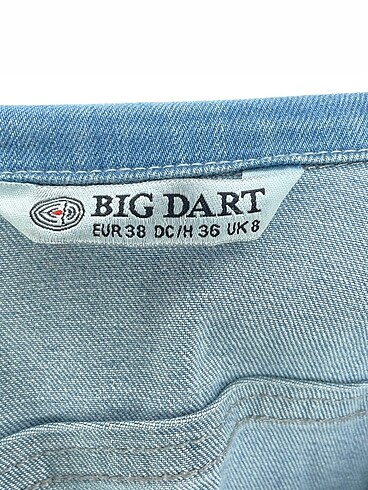 BIG DART
EUR 38 DC/H 36 UK 8